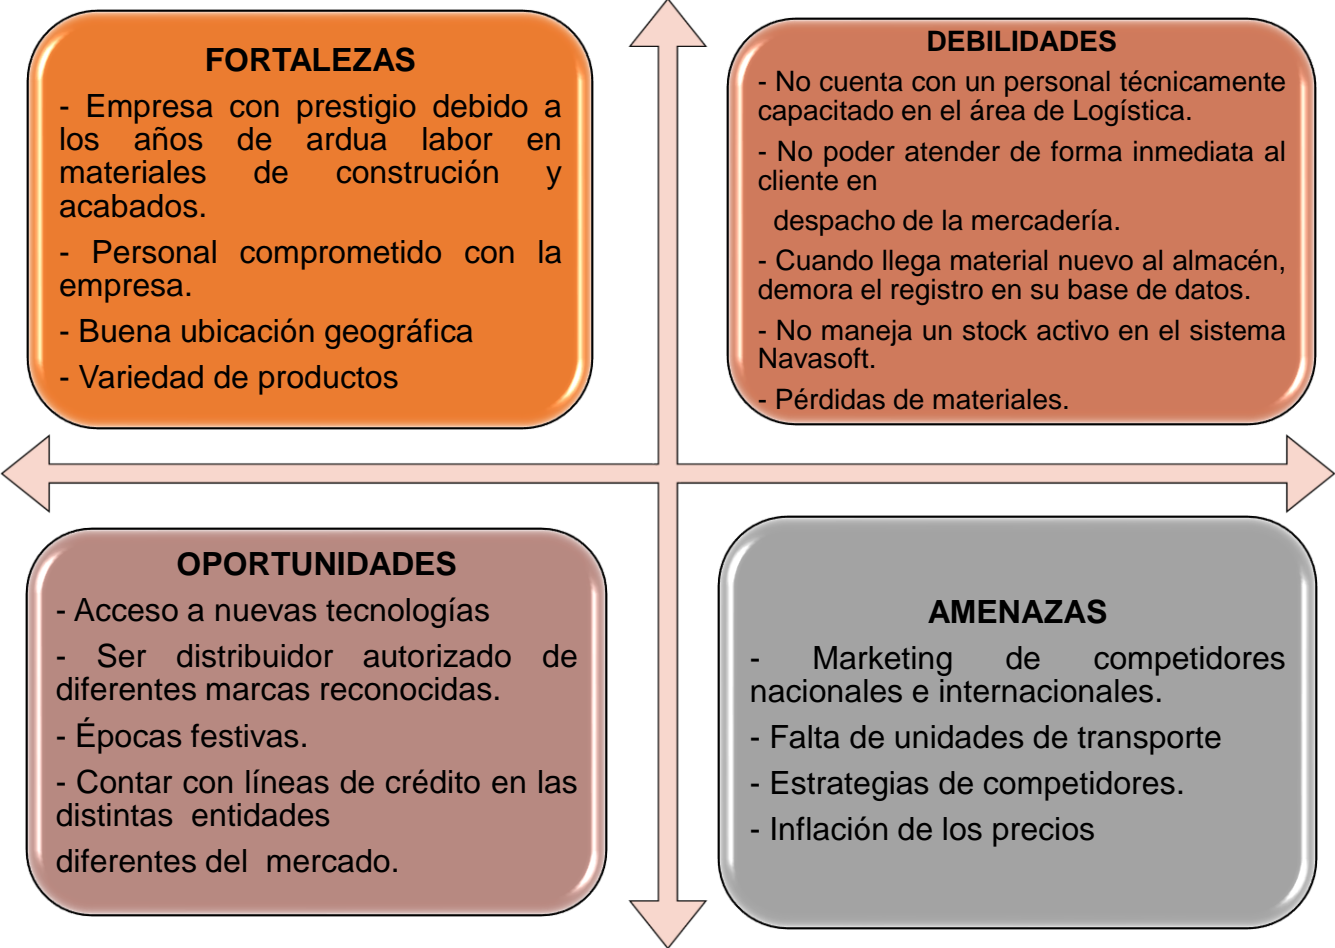 FORTALEZAS
- Empresa con prestigio debido a
los años de ardua labor en
materiales de construción y
acabados.
- Personal comprometido con la
empresa.
- Buena ubicación geográfica
- Variedad de productos
DEBILIDADES
- No cuenta con un personal técnicamente
capacitado en el área de Logística.
- No poder atender de forma inmediata al
cliente en
despacho de la mercadería.
- Cuando llega material nuevo al almacén,
demora el registro en su base de datos.
- No maneja un stock activo en el sistema
Navasoft.
- Pérdidas de materiales.
OPORTUNIDADES
- Acceso a nuevas tecnologías
- Ser distribuidor autorizado de
diferentes marcas reconocidas.
- Épocas festivas.
- Contar con líneas de crédito en las
distintas entidades
diferentes del mercado.
AMENAZAS
- Marketing de competidores
nacionales e internacionales.
- Falta de unidades de transporte
- Estrategias de competidores.
- Inflación de los precios